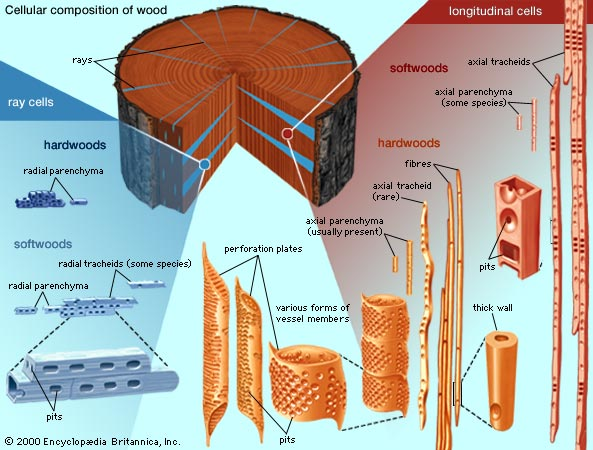 Cellular composition of wood
longitudinal cells
rays
softwoods
axial tracheids
axial parenchyma
(some species)
ray cells
hardwoods
radial parenchyma
hardwoods
fibres
axial tracheid
(rare)
axial parenchyma
(usually present)
pits
softwoods
radial tracheids (some species)
radial parenchyma
perforation plates
various forms of
vessel members
thick wall
pits
pits
© 2000 Encyclopædia Britannica, Inc.